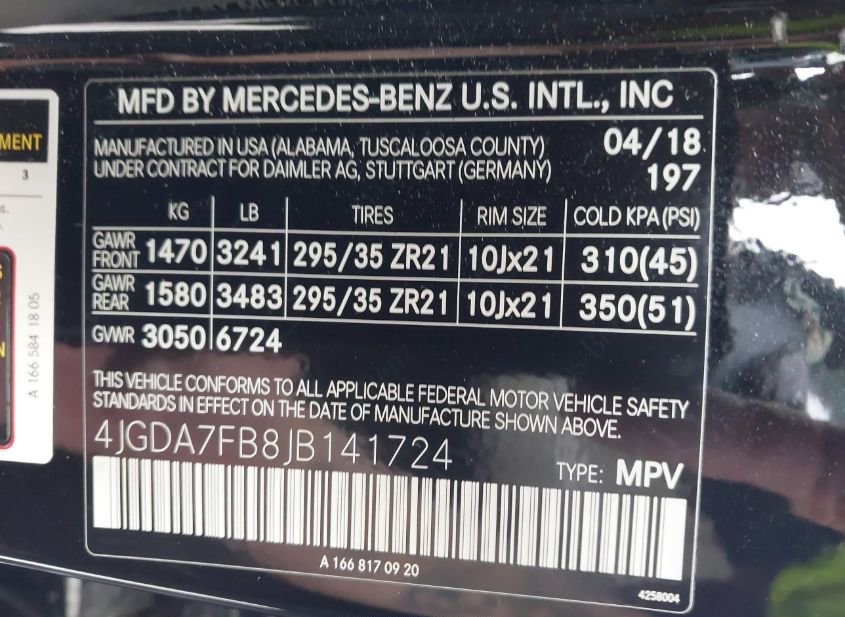 MFD BY MERCEDES-BENZ U.S. INTL., INC
MANUFACTURED IN USA (ALABAMA, TUSCALOOSA COUNTY) 04/18
UNDER CONTRACT FOR DAIMLER AG, STUTTGART (GERMANY) 197
KG LB TIRES RIM SIZE COLD KPA (PSI)
GAWR FRONT 1470 3241 295/35 ZR21 10Jx21 310(45)
GAWR REAR 1580 3483 295/35 ZR21 10Jx21 350(51)
GVWR 3050 6724
THIS VEHICLE CONFORMS TO ALL APPLICABLE FEDERAL MOTOR VEHICLE SAFETY
STANDARDS IN EFFECT ON THE DATE OF MANUFACTURE SHOWN ABOVE.
4JGDA7FB8JB141724
TYPE: MPV
A 166 817 09 20
4258004
MENT
3
A 166 584 18 05